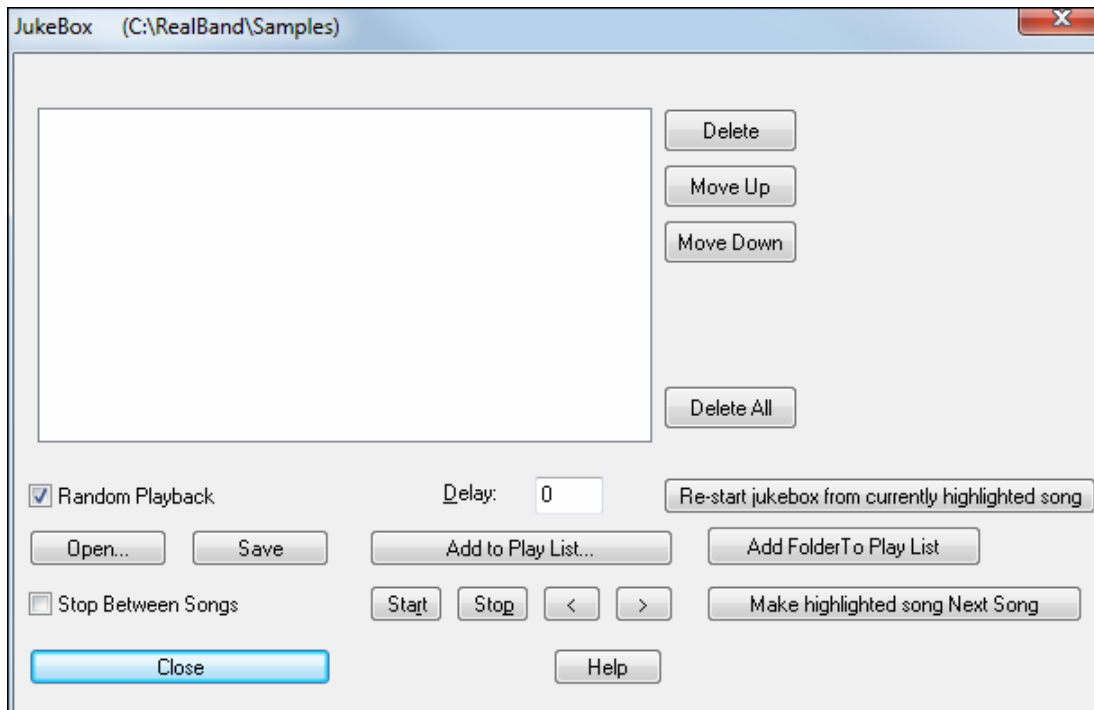 JukeBox (C:\RealBand\Samples)
X
Delete
Move Up
Move Down
Delete All
Random Playback
Delay: 0
Re-start jukebox from currently highlighted song
Open...
Save
Add to Play List...
Add FolderTo Play List
Stop Between Songs
Start
Stop
<
>
Make highlighted song Next Song
Close
Help